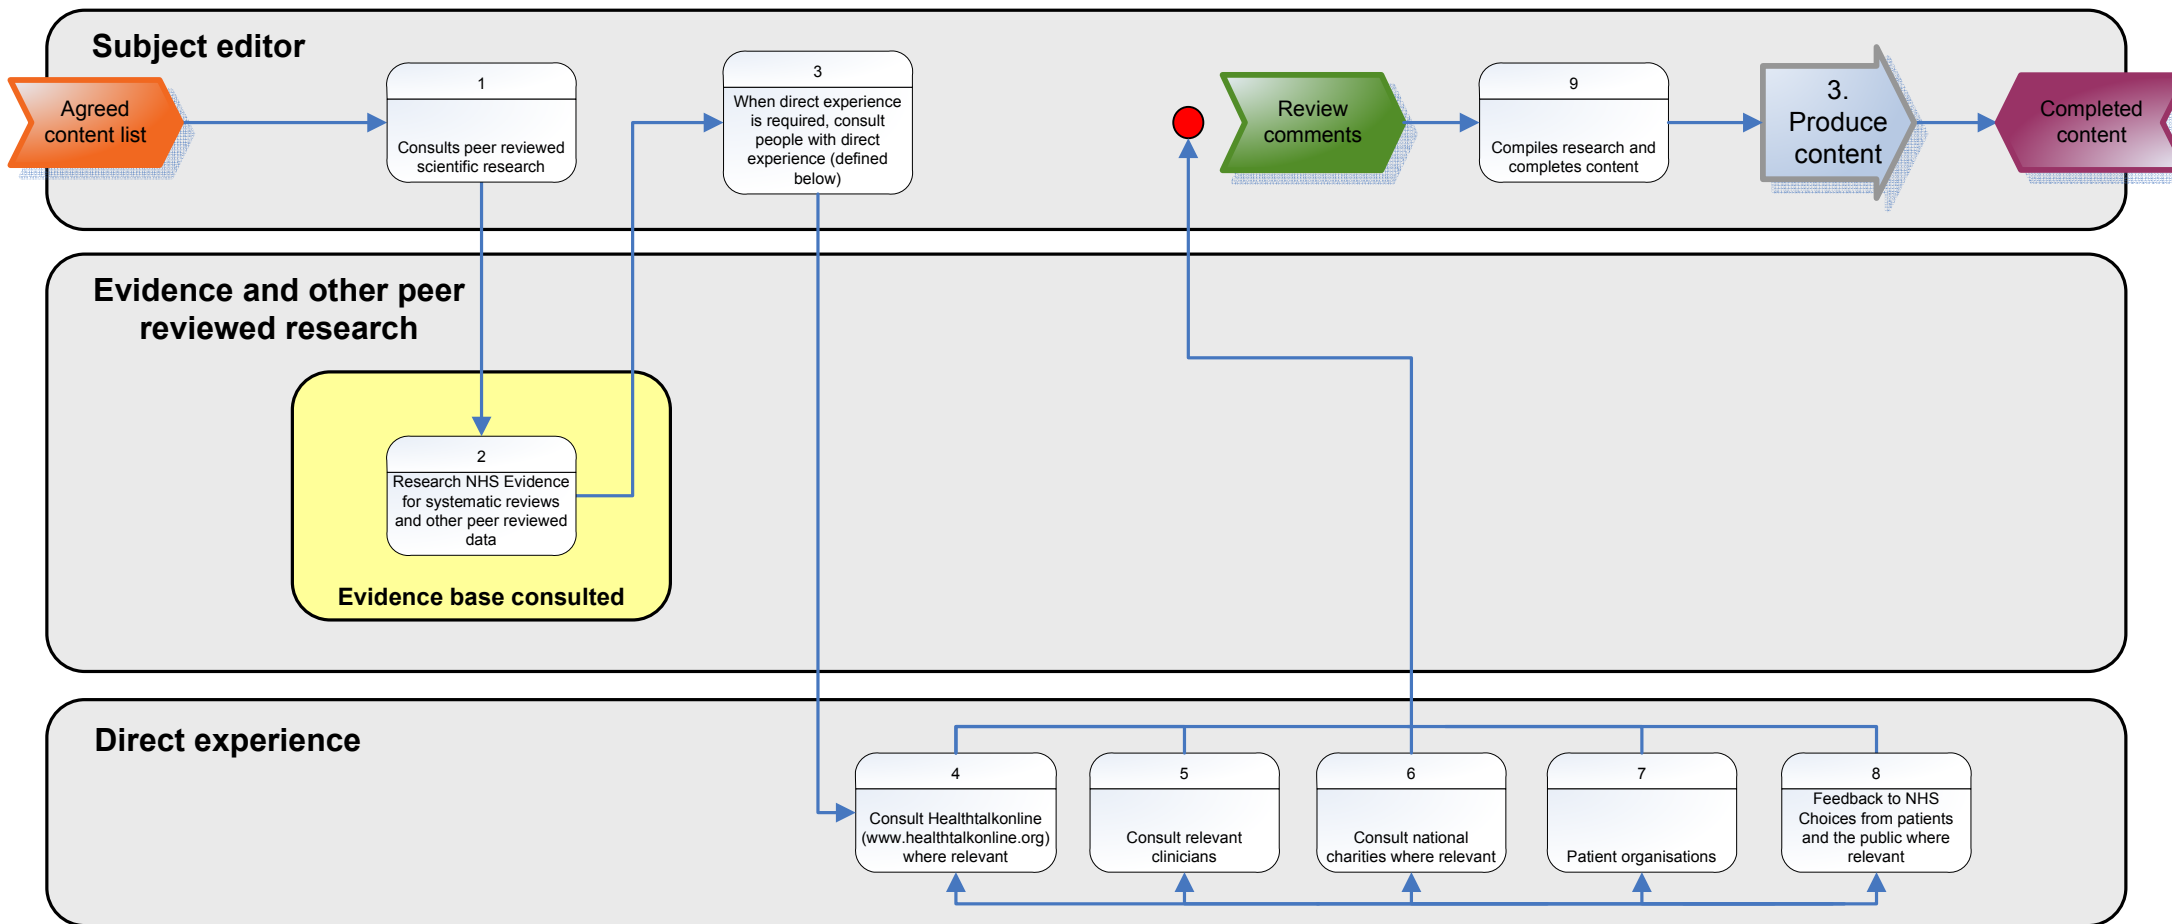 Subject editor
Agreed
content list
1
Consults peer reviewed
scientific research
3
When direct experience
is required, consult
people with direct
experience (defined
below)
Review
comments
9
Compiles research and
completes content
3.
Produce
content
Completed
content
Evidence and other peer
reviewed research
2
Research NHS Evidence
for systematic reviews
and other peer reviewed
data
Evidence base consulted
Direct experience
4
Consult Healthtalkonline
(www.healthtalkonline.org)
where relevant
5
Consult relevant
clinicians
6
Consult national
charities where relevant
7
Patient organisations
8
Feedback to NHS
Choices from patients
and the public where
relevant